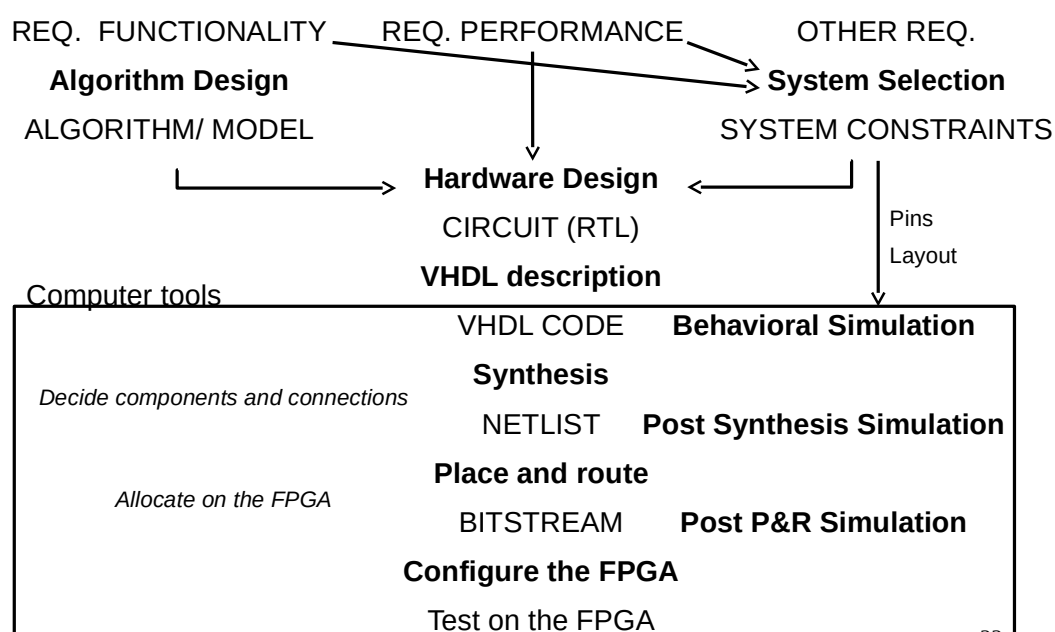 REQ. FUNCTIONALITY REQ. PERFORMANCE OTHER REQ.
Algorithm Design System Selection
ALGORITHM/ MODEL SYSTEM CONSTRAINTS
Hardware Design
CIRCUIT (RTL)
Pins
Layout
VHDL description
Computer tools
VHDL CODE Behavioral Simulation
Synthesis
Decide components and connections
NETLIST Post Synthesis Simulation
Place and route
Allocate on the FPGA
BITSTREAM Post P&R Simulation
Configure the FPGA
Test on the FPGA